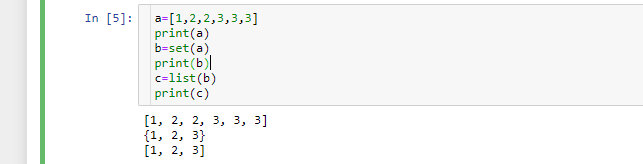 In [5]: a=[1,2,2,3,3,3]
print(a)
b=set(a)
print(b)
c=list(b)
print(c)
[1, 2, 2, 3, 3, 3]
{1, 2, 3}
[1, 2, 3]